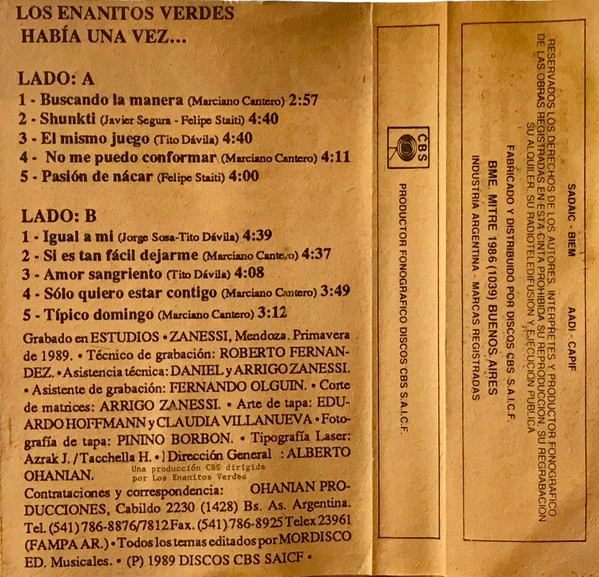 LOS ENANITOS VERDES
HABÍA UNA VEZ...
LADO: A
1 - Buscando la manera (Marciano Cantero) 2:57
2 - Shunkti (Javier Segura - Felipe Staiti) 4:40
3 - El mismo juego (Tito Dávila) 4:40
4 - No me puedo conformar (Marciano Cantero) 4:11
5 - Pasión de nácar (Felipe Staiti) 4:00
LADO: B
1 - Igual a mi (Jorge Sosa-Tito Dávila) 4:39
2 - Si es tan fácil dejarme (Marciano Cantero) 4:37
3 - Amor sangriento (Tito Dávila) 4:08
4 - Sólo quiero estar contigo (Marciano Cantero) 3:49
5 - Típico domingo (Marciano Cantero) 3:12
Grabado en ESTUDIOS • ZANESSI, Mendoza. Primavera
de 1989. • Técnico de grabación: ROBERTO FERNAN-
DEZ. • Asistencia técnica: DANIEL y ARRIGO ZANESSI.
• Asistente de grabación: FERNANDO OLGUIN. • Corte
de matrices: ARRIGO ZANESSI. • Arte de tapa: EDU-
ARDO HOFFMANN y CLAUDIA VILLANUEVA • Foto-
grafía de tapa: PININO BORBON. • Tipografía Laser:
Azrak J. /Tacchella H. • Dirección General : ALBERTO
OHANIAN.
Una producción CBS dirigida
por Los Enanitos Verdes
Contrataciones y correspondencia: OHANIAN PRO-
DUCCIONES, Cabildo 2230 (1428) Bs. As. Argentina.
Tel. (541) 786-8876/7812 Fax. (541) 786-8925 Telex 23961
(FAMPA AR.) • Todos los temas editados por MORDISCO
ED. Musicales. • (P) 1989 DISCOS CBS SAICF •
CBS
PRODUCTOR FONOGRAFICO DISCOS CBS S.A.I.C.F.
SADAIC - BIEM AADI - CAPIF
RESERVADOS LOS DERECHOS DE LOS AUTORES, INTERPRETES Y PRODUCTOR FONOGRAFICO
DE LAS OBRAS REGISTRADAS EN ESTA CINTA PROHIBIDA SU REPRODUCCION, SU REGRABACION
SU ALQUILER, SU RADIOTELEDIFUSION Y EJECUCION PUBLICA
FABRICADO Y DISTRIBUIDO POR DISCOS CBS S.A.I.C.F.
BME. MITRE 1986 (1039) BUENOS AIRES
INDUSTRIA ARGENTINA - MARCAS REGISTRADAS